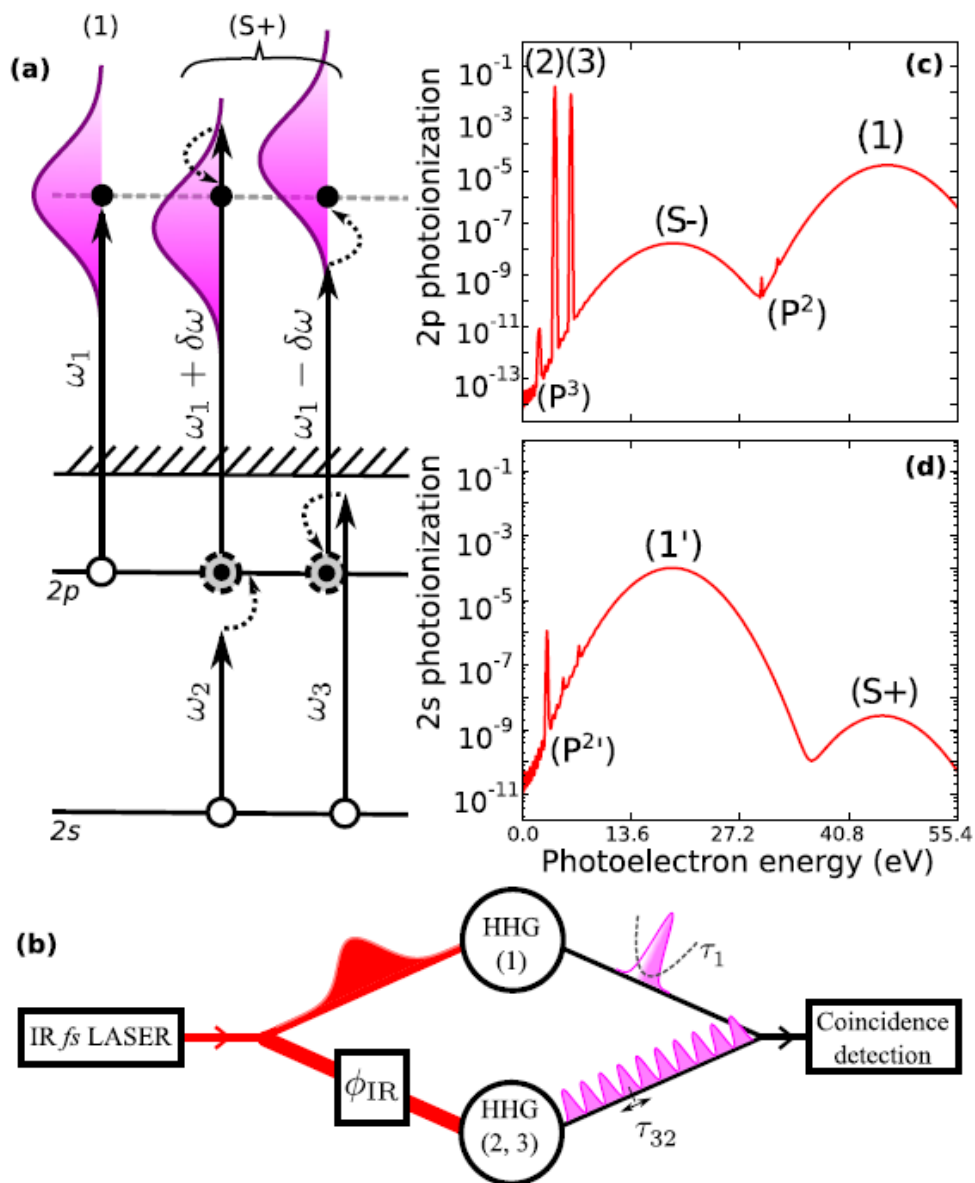 (a)
(1)
(S+)
ω₁
ω₁ + δω
ω₁ − δω
ω₂
ω₃
2p
2s
(c)
2p photoionization
10⁻¹
10⁻³
10⁻⁵
10⁻⁷
10⁻⁹
10⁻¹¹
10⁻¹³
(2)(3)
(1)
(S-)
(P²)
(P³)
(d)
2s photoionization
10⁻¹
10⁻³
10⁻⁵
10⁻⁷
10⁻⁹
10⁻¹¹
(1')
(S+)
(P²')
0.0 13.6 27.2 40.8 55.4
Photoelectron energy (eV)
(b)
IR fs LASER
ϕIR
HHG
(1)
HHG
(2, 3)
τ₁
τ₃₂
Coincidence
detection